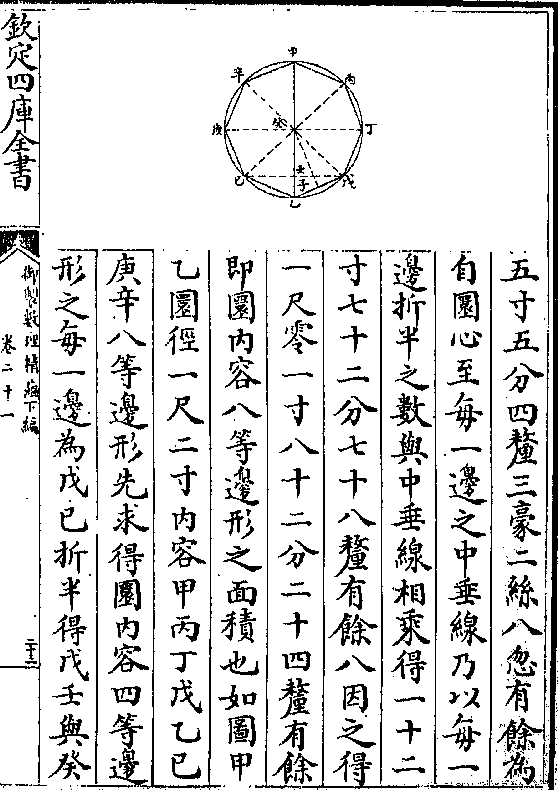 五寸五分四釐三豪二絲八忽有餘為
自圜心至每一邊之中垂線乃以每一
邊折半之數與中垂線相乘得一十二
寸七十二分七十八釐有餘八因之得
一尺零一寸八十二分二十四釐有餘
即圜内容八等邊形之面積也如圖甲
乙圜徑一尺二寸内容甲丙丁戊乙己
庚辛八等邊形先求得圜内容四等邊
形之每一邊為戊己折半得戊壬與癸
甲
丙
丁
戊
乙
己
庚
辛
癸
壬
子
欽定四庫全書
御製數理精藴下編
卷二十一